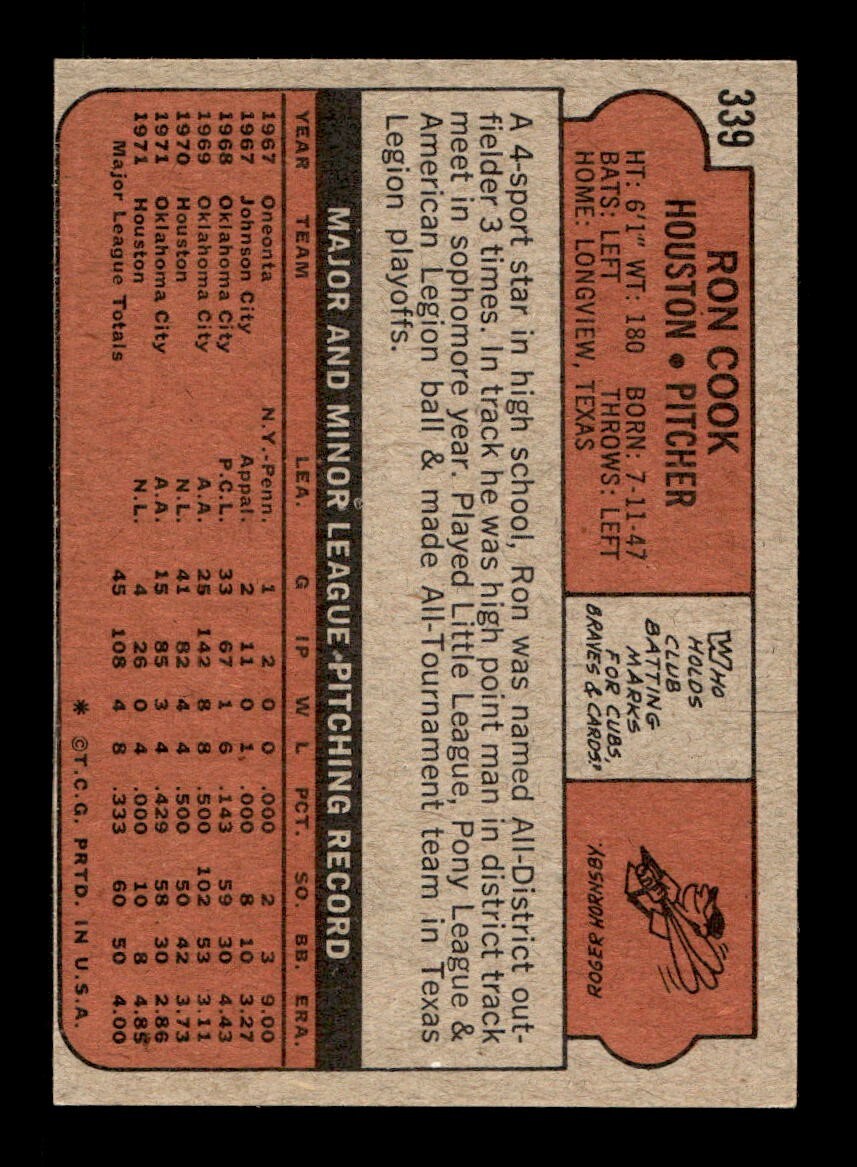 339
RON COOK
HOUSTON • PITCHER
HT: 6'1" WT: 180 BORN: 7-11-47
BATS: LEFT THROWS: LEFT
HOME: LONGVIEW, TEXAS
WHO
HOLDS
CLUB
BATTING
MARKS
FOR CUBS,
BRAVES & CARDS?
ROGER HORNSBY.
A 4-sport star in high school, Ron was named All-District out-
fielder 3 times. In track he was high point man in district track
meet in sophomore year. Played Little League, Pony League &
American Legion ball & made All-Tournament team in Texas
Legion playoffs.
MAJOR AND MINOR LEAGUE PITCHING RECORD
YEAR TEAM LEA. G IP W L PCT. SO. BB. ERA.
1967 Oneonta N.Y.-Penn. 1 2 0 0 .000 2 3 9.00
1967 Johnson City Appal. 2 11 0 1 .000 8 10 3.27
1968 Oklahoma City P.C.L. 33 67 1 6 .143 59 30 4.43
1969 Oklahoma City A.A. 25 142 8 8 .500 102 53 3.11
1970 Houston N.L. 41 82 4 4 .500 50 42 3.73
1971 Oklahoma City A.A. 15 85 3 4 .429 58 30 2.86
1971 Houston N.L. 4 26 0 4 .000 10 8 4.85
Major League Totals 45 108 4 8 .333 60 50 4.00
* ©T.C.G. PRTD. IN U.S.A.